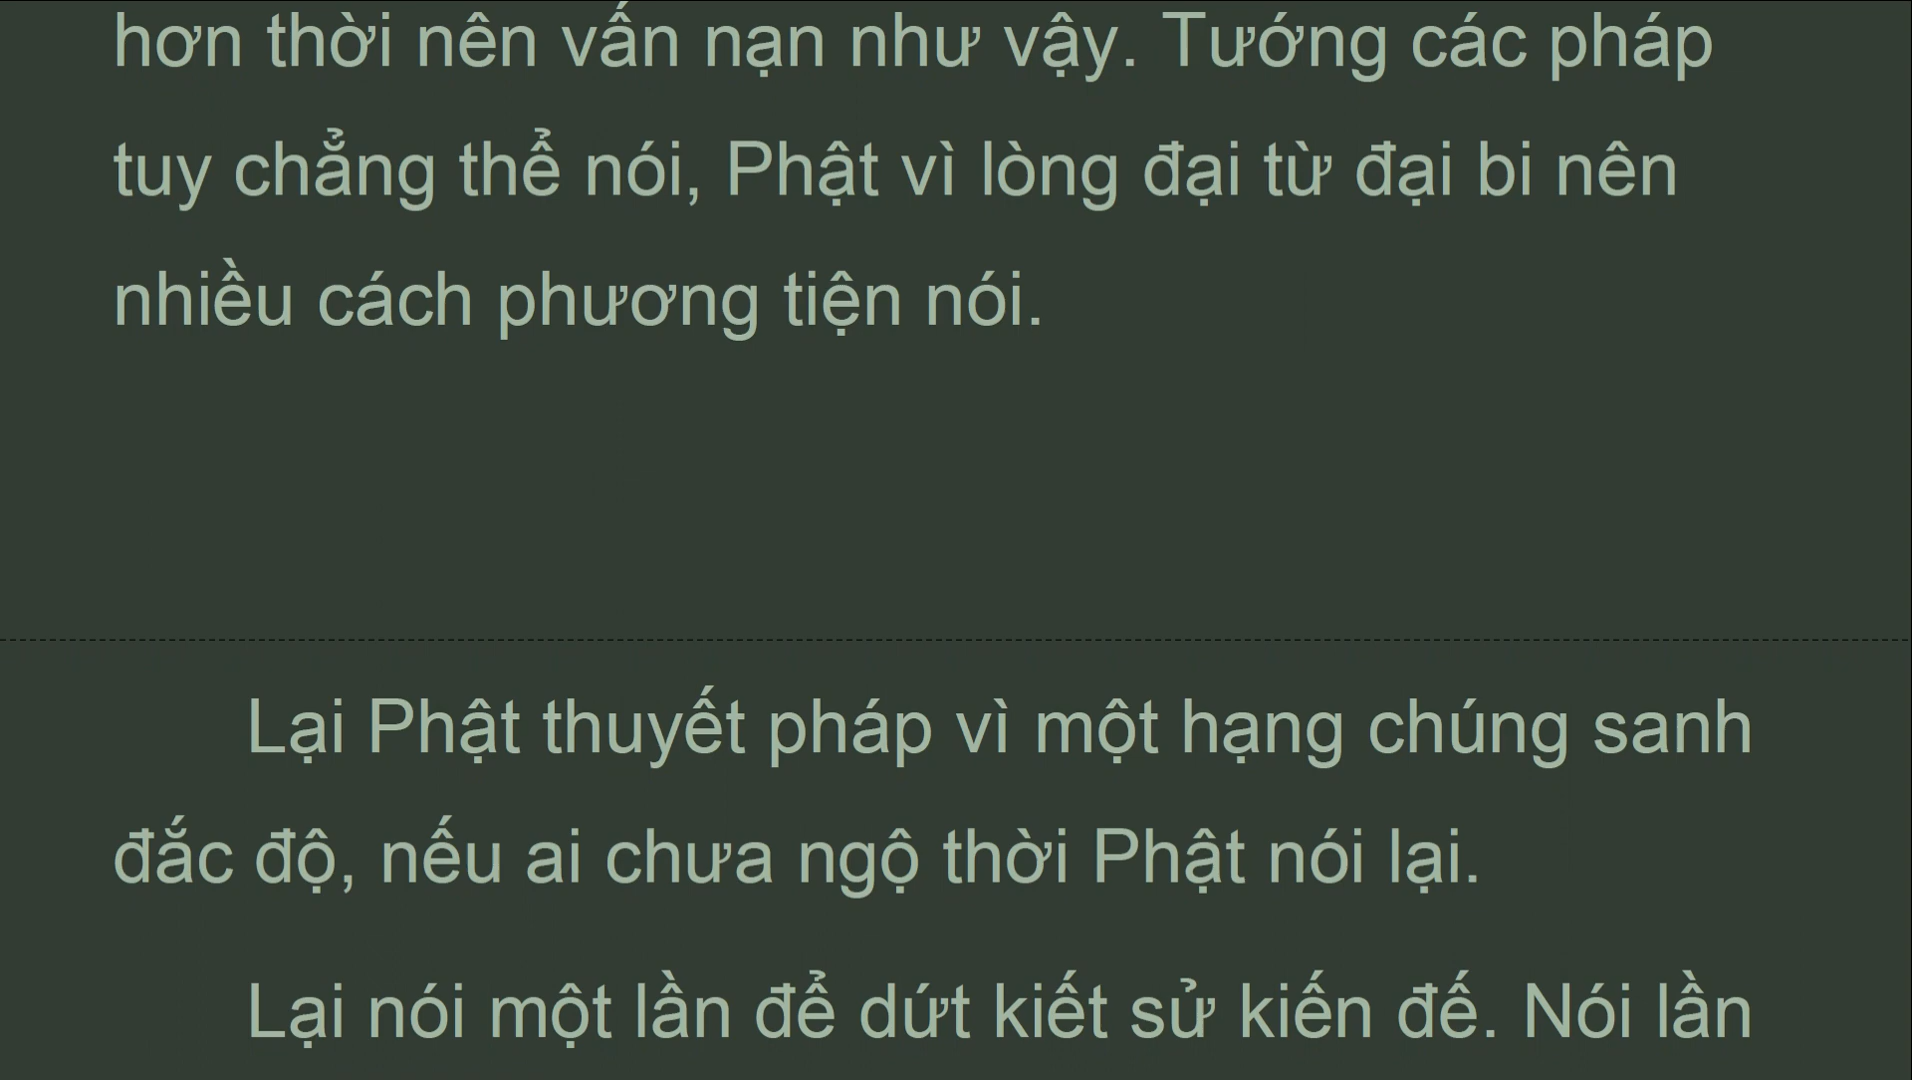 hơn thời nên vấn nạn như vậy. Tướng các pháp
tuy chẳng thể nói, Phật vì lòng đại từ đại bi nên
nhiều cách phương tiện nói.
Lại Phật thuyết pháp vì một hạng chúng sanh
đắc độ, nếu ai chưa ngộ thời Phật nói lại.
Lại nói một lần để dứt kiết sử kiến đế. Nói lần